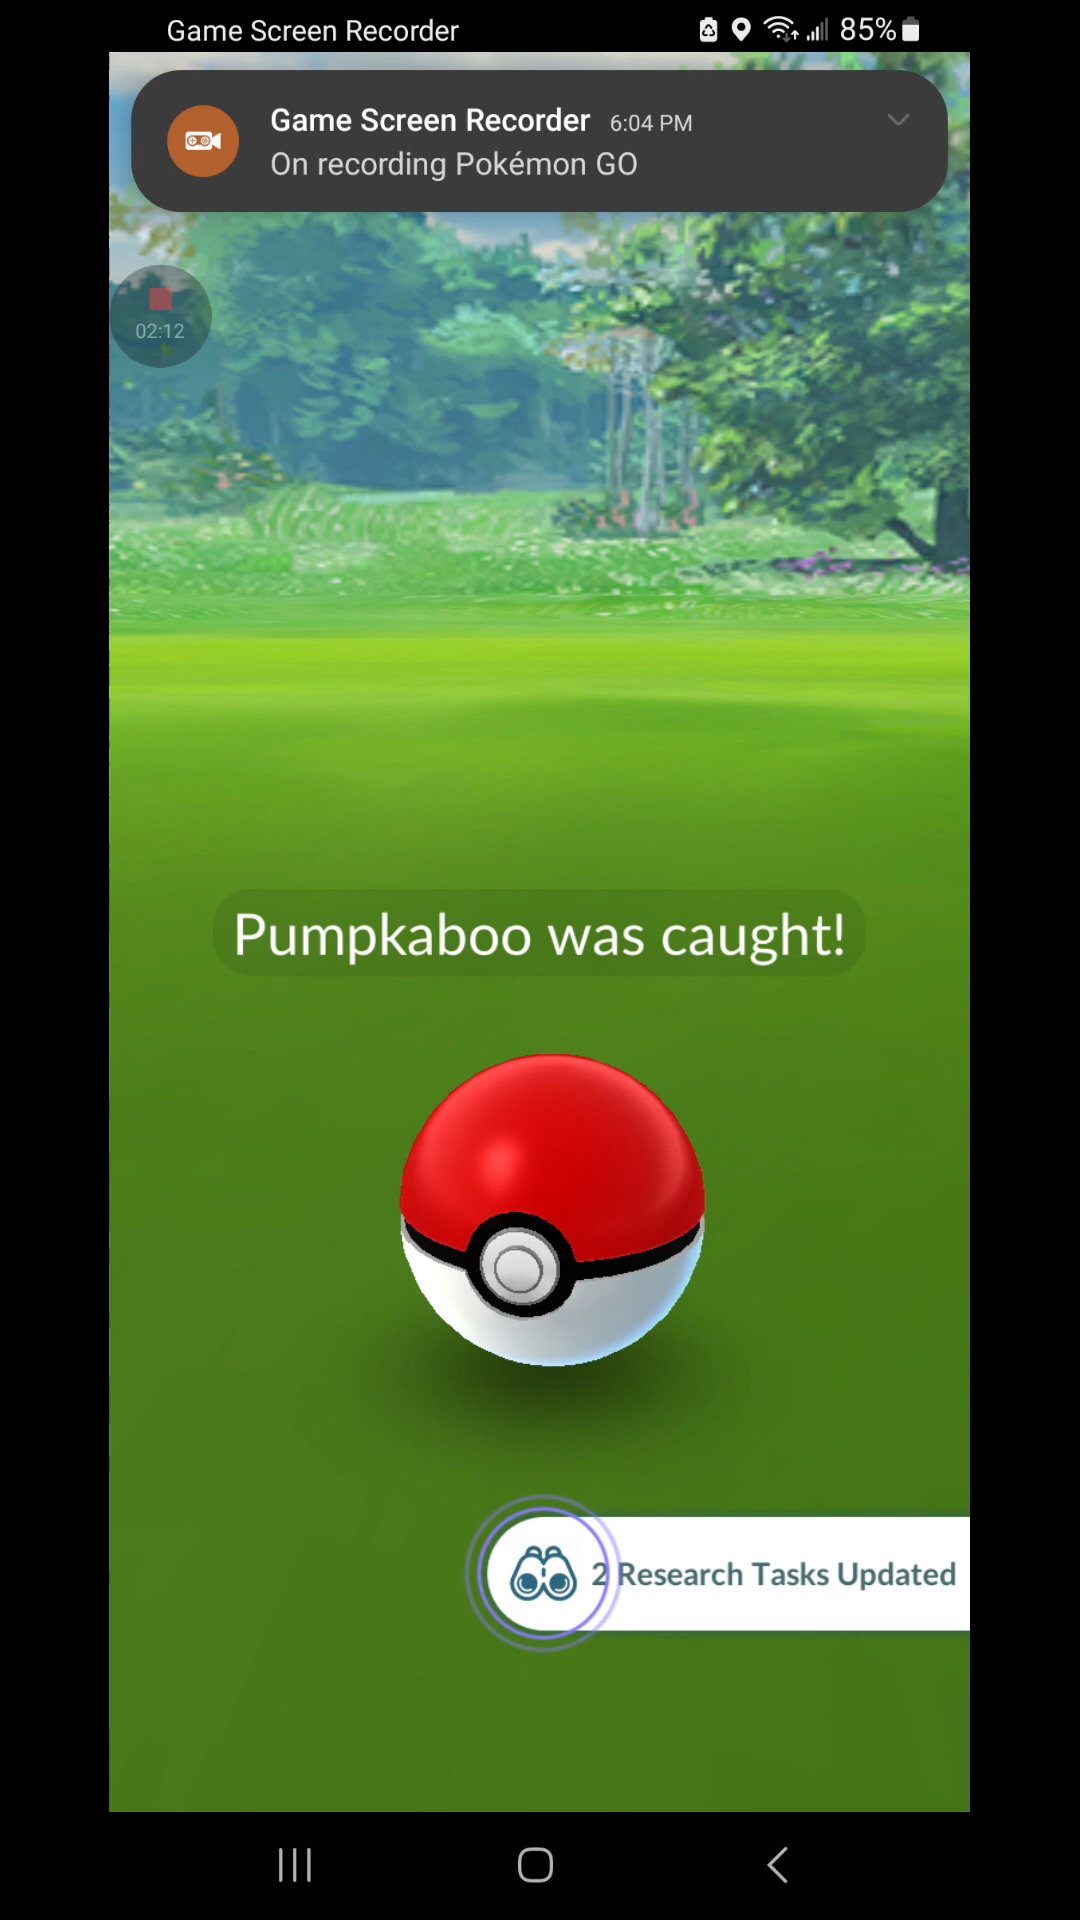 Game Screen Recorder
85%
Game Screen Recorder 6:04 PM
On recording Pokémon GO
02:12
Pumpkaboo was caught!
2 Research Tasks Updated